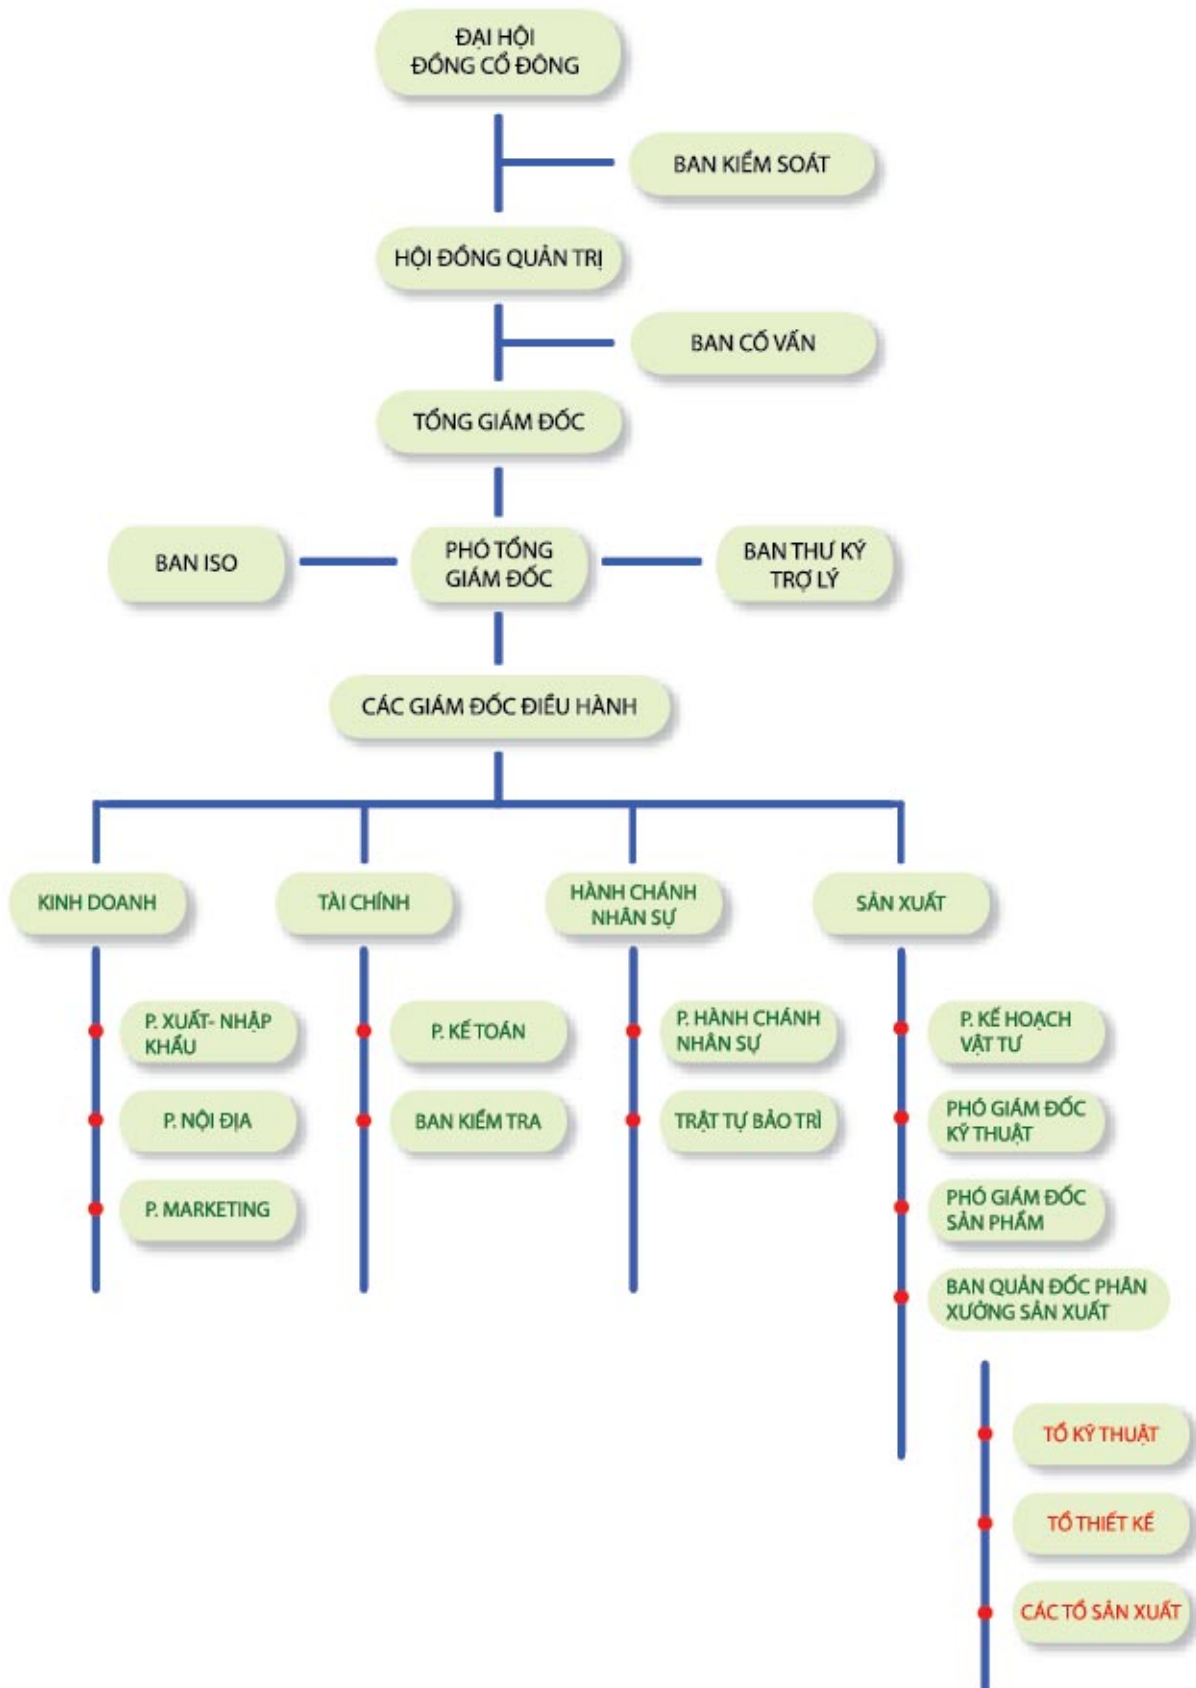 ĐẠI HỘI
ĐỒNG CỔ ĐÔNG
BAN KIỂM SOÁT
HỘI ĐỒNG QUẢN TRỊ
BAN CỐ VẤN
TỔNG GIÁM ĐỐC
BAN ISO
PHÓ TỔNG
GIÁM ĐỐC
BAN THƯ KÝ
TRỢ LÝ
CÁC GIÁM ĐỐC ĐIỀU HÀNH
KINH DOANH
TÀI CHÍNH
HÀNH CHÁNH
NHÂN SỰ
SẢN XUẤT
P. XUẤT- NHẬP
KHẨU
P. NỘI ĐỊA
P. MARKETING
P. KẾ TOÁN
BAN KIỂM TRA
P. HÀNH CHÁNH
NHÂN SỰ
TRẬT TỰ BẢO TRÌ
P. KẾ HOẠCH
VẬT TƯ
PHÓ GIÁM ĐỐC
KỸ THUẬT
PHÓ GIÁM ĐỐC
SẢN PHẨM
BAN QUẢN ĐỐC PHÂN
XƯỞNG SẢN XUẤT
TỔ KỸ THUẬT
TỔ THIẾT KẾ
CÁC TỔ SẢN XUẤT